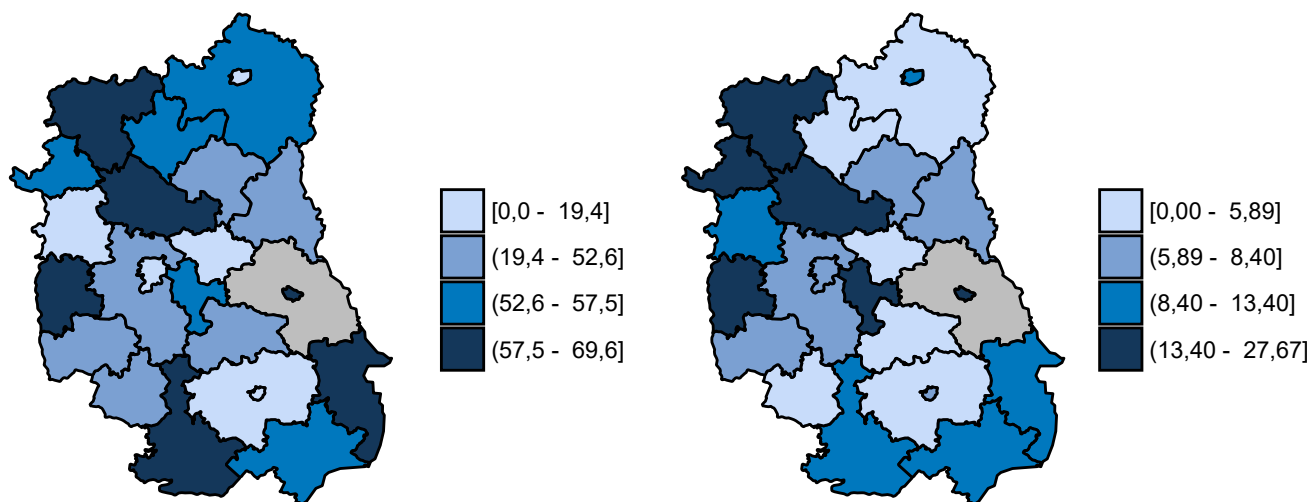 [0,0 - 19,4]
(19,4 - 52,6]
(52,6 - 57,5]
(57,5 - 69,6]
[0,00 - 5,89]
(5,89 - 8,40]
(8,40 - 13,40]
(13,40 - 27,67]